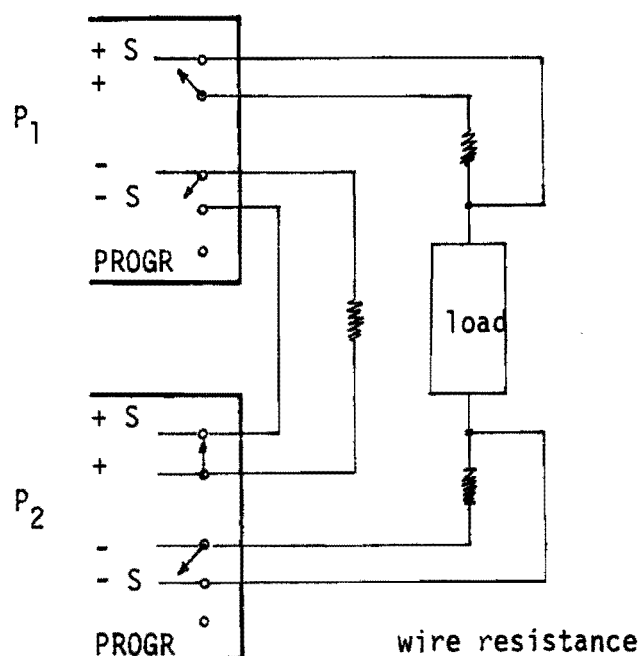 + S
+
P1
-
- S
PROGR
load
+ S
+
P2
-
- S
PROGR
wire resistance